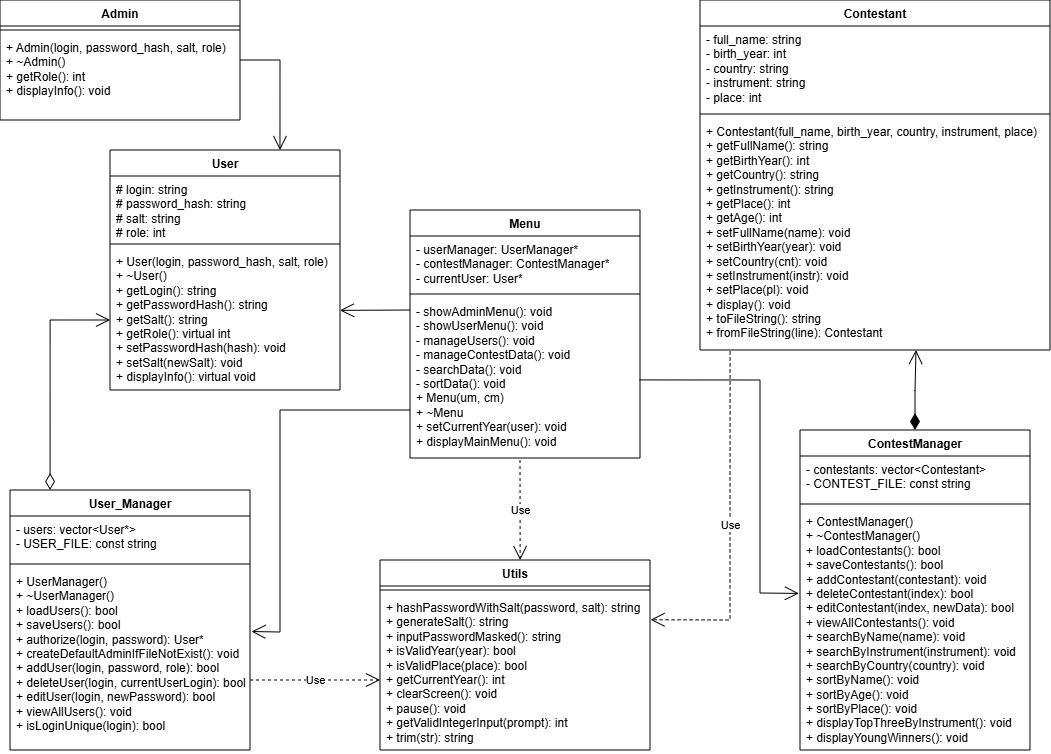 Admin
+ Admin(login, password_hash, salt, role)
+ ~Admin()
+ getRole(): int
+ displayInfo(): void
User
# login: string
# password_hash: string
# salt: string
# role: int
+ User(login, password_hash, salt, role)
+ ~User()
+ getLogin(): string
+ getPasswordHash(): string
+ getSalt(): string
+ getRole(): virtual int
+ setPasswordHash(hash): void
+ setSalt(newSalt): void
+ displayInfo(): virtual void
Menu
- userManager: UserManager*
- contestManager: ContestManager*
- currentUser: User*
- showAdminMenu(): void
- showUserMenu(): void
- manageUsers(): void
- manageContestData(): void
- searchData(): void
- sortData(): void
+ Menu(um, cm)
+ ~Menu
+ setCurrentYear(user): void
+ displayMainMenu(): void
Contestant
- full_name: string
- birth_year: int
- country: string
- instrument: string
- place: int
+ Contestant(full_name, birth_year, country, instrument, place)
+ getFullName(): string
+ getBirthYear(): int
+ getCountry(): string
+ getInstrument(): string
+ getPlace(): int
+ getAge(): int
+ setFullName(name): void
+ setBirthYear(year): void
+ setCountry(cnt): void
+ setInstrument(instr): void
+ setPlace(pl): void
+ display(): void
+ toFileString(): string
+ fromFileString(line): Contestant
User_Manager
- users: vector<User*>
- USER_FILE: const string
+ UserManager()
+ ~UserManager()
+ loadUsers(): bool
+ saveUsers(): bool
+ authorize(login, password): User*
+ createDefaultAdminIfFileNotExist(): void
+ addUser(login, password, role): bool
+ deleteUser(login, currentUserLogin): bool
+ editUser(login, newPassword): bool
+ viewAllUsers(): void
+ isLoginUnique(login): bool
Use
Use
Use
Utils
+ hashPasswordWithSalt(password, salt): string
+ generateSalt(): string
+ inputPasswordMasked(): string
+ isValidYear(year): bool
+ isValidPlace(place): bool
+ getCurrentYear(): int
+ clearScreen(): void
+ pause(): void
+ getValidIntegerInput(prompt): int
+ trim(str): string
ContestManager
- contestants: vector<Contestant>
- CONTEST_FILE: const string
+ ContestManager()
+ ~ContestManager()
+ loadContestants(): bool
+ saveContestants(): bool
+ addContestant(contestant): void
+ deleteContestant(index): bool
+ editContestant(index, newData): bool
+ viewAllContestants(): void
+ searchByName(name): void
+ searchByInstrument(instrument): void
+ searchByCountry(country): void
+ sortByName(): void
+ sortByAge(): void
+ sortByPlace(): void
+ displayTopThreeByInstrument(): void
+ displayYoungWinners(): void